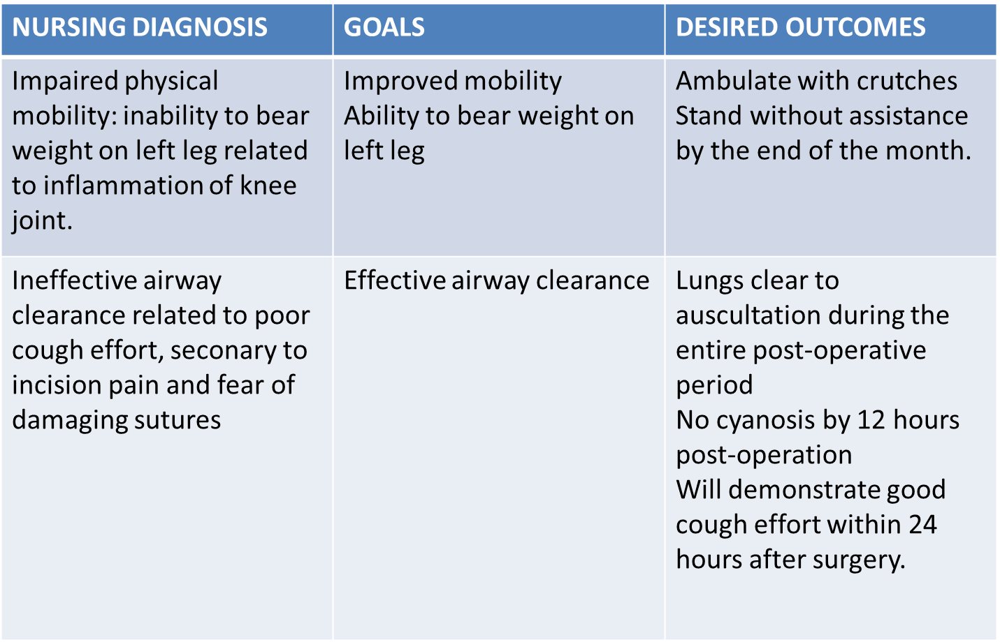 NURSING DIAGNOSIS
GOALS
DESIRED OUTCOMES
Impaired physical
mobility: inability to bear
weight on left leg related
to inflammation of knee
joint.
Improved mobility
Ability to bear weight on
left leg
Ambulate with crutches
Stand without assistance
by the end of the month.
Ineffective airway
clearance related to poor
cough effort, seconary to
incision pain and fear of
damaging sutures
Effective airway clearance
Lungs clear to
auscultation during the
entire post-operative
period
No cyanosis by 12 hours
post-operation
Will demonstrate good
cough effort within 24
hours after surgery.